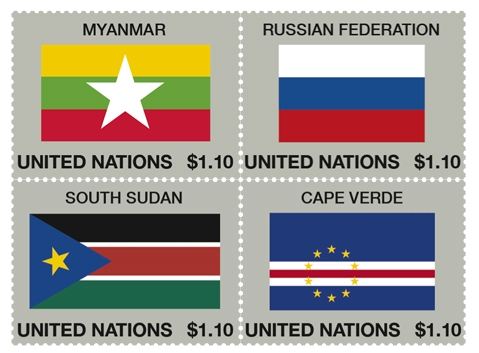 MYANMAR
UNITED NATIONS $1.10
RUSSIAN FEDERATION
UNITED NATIONS $1.10
SOUTH SUDAN
UNITED NATIONS $1.10
CAPE VERDE
UNITED NATIONS $1.10